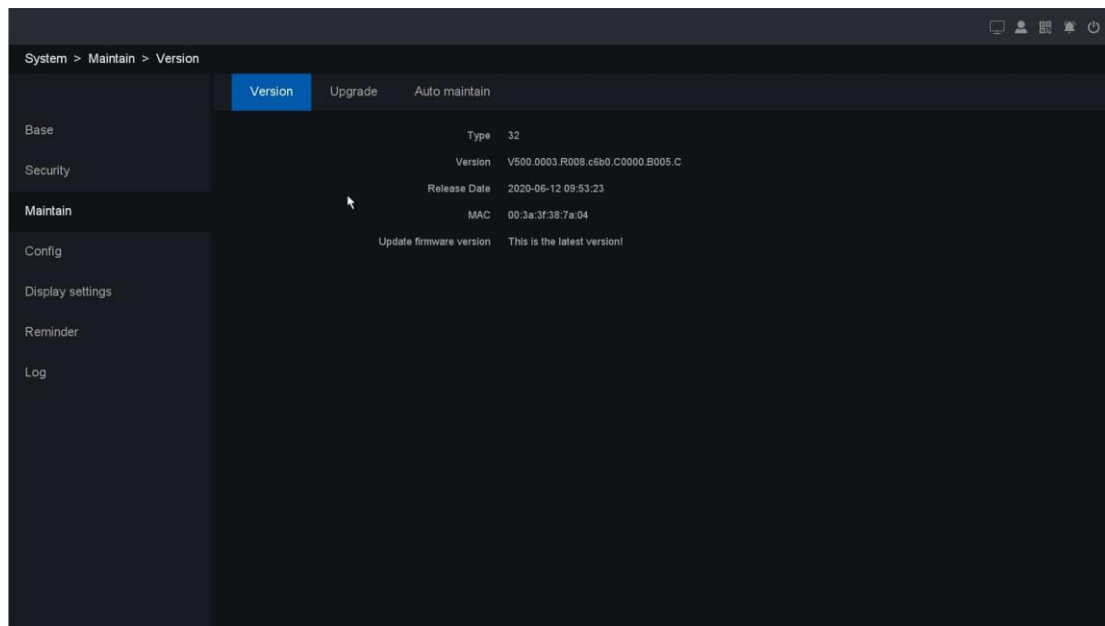 System > Maintain > Version
Version Upgrade Auto maintain
Base
Security
Maintain
Config
Display settings
Reminder
Log
Type 32
Version V500.0003.R008.c6b0.C0000.B005.C
Release Date 2020-06-12 09:53:23
MAC 00:3a:3f:38:7a:04
Update firmware version This is the latest version!